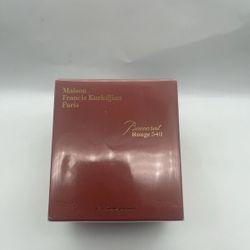 Maison
Francis Kurkdjian
Paris
Baccarat
Rouge 540